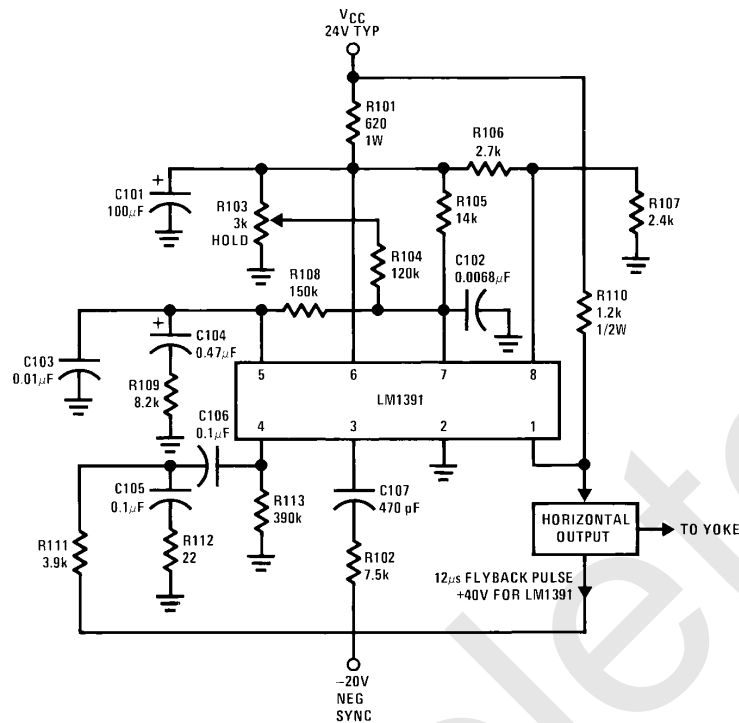 VCC
24V TYP
R101
620
1W
R106
2.7k
C101
100μF
+
R103
3k
HOLD
R105
14k
R107
2.4k
R104
120k
C102
0.0068μF
R108
150k
R110
1.2k
1/2W
+
C104
0.47μF
C103
0.01μF
R109
8.2k
5 6 7 8
LM1391
4 3 2 1
C106
0.1μF
C105
0.1μF
R113
390k
C107
470 pF
R111
3.9k
R112
22
R102
7.5k
HORIZONTAL
OUTPUT
TO YOKE
12μs FLYBACK PULSE
+40V FOR LM1391
−20V
NEG
SYNC